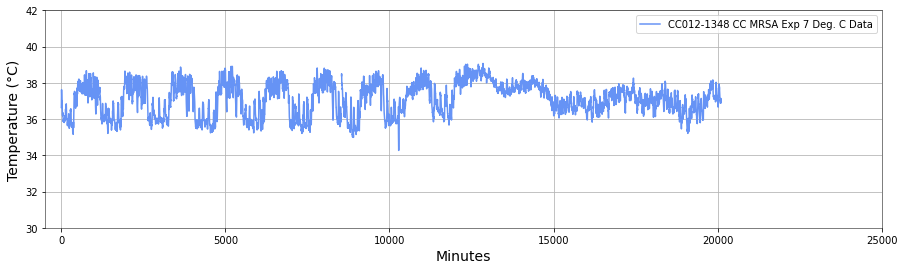 42
40
38
36
34
32
30
Temperature (°C)
CC012-1348 CC MRSA Exp 7 Deg. C Data
0 5000 10000 15000 20000 25000
Minutes